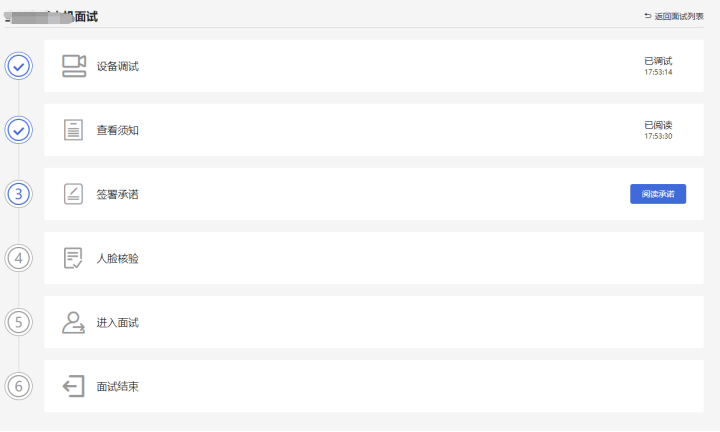 机面试
返回面试列表
设备调试
已调试
17:53:14
查看须知
已阅读
17:53:30
3
签署承诺
阅读承诺
4
人脸核验
5
进入面试
6
面试结束